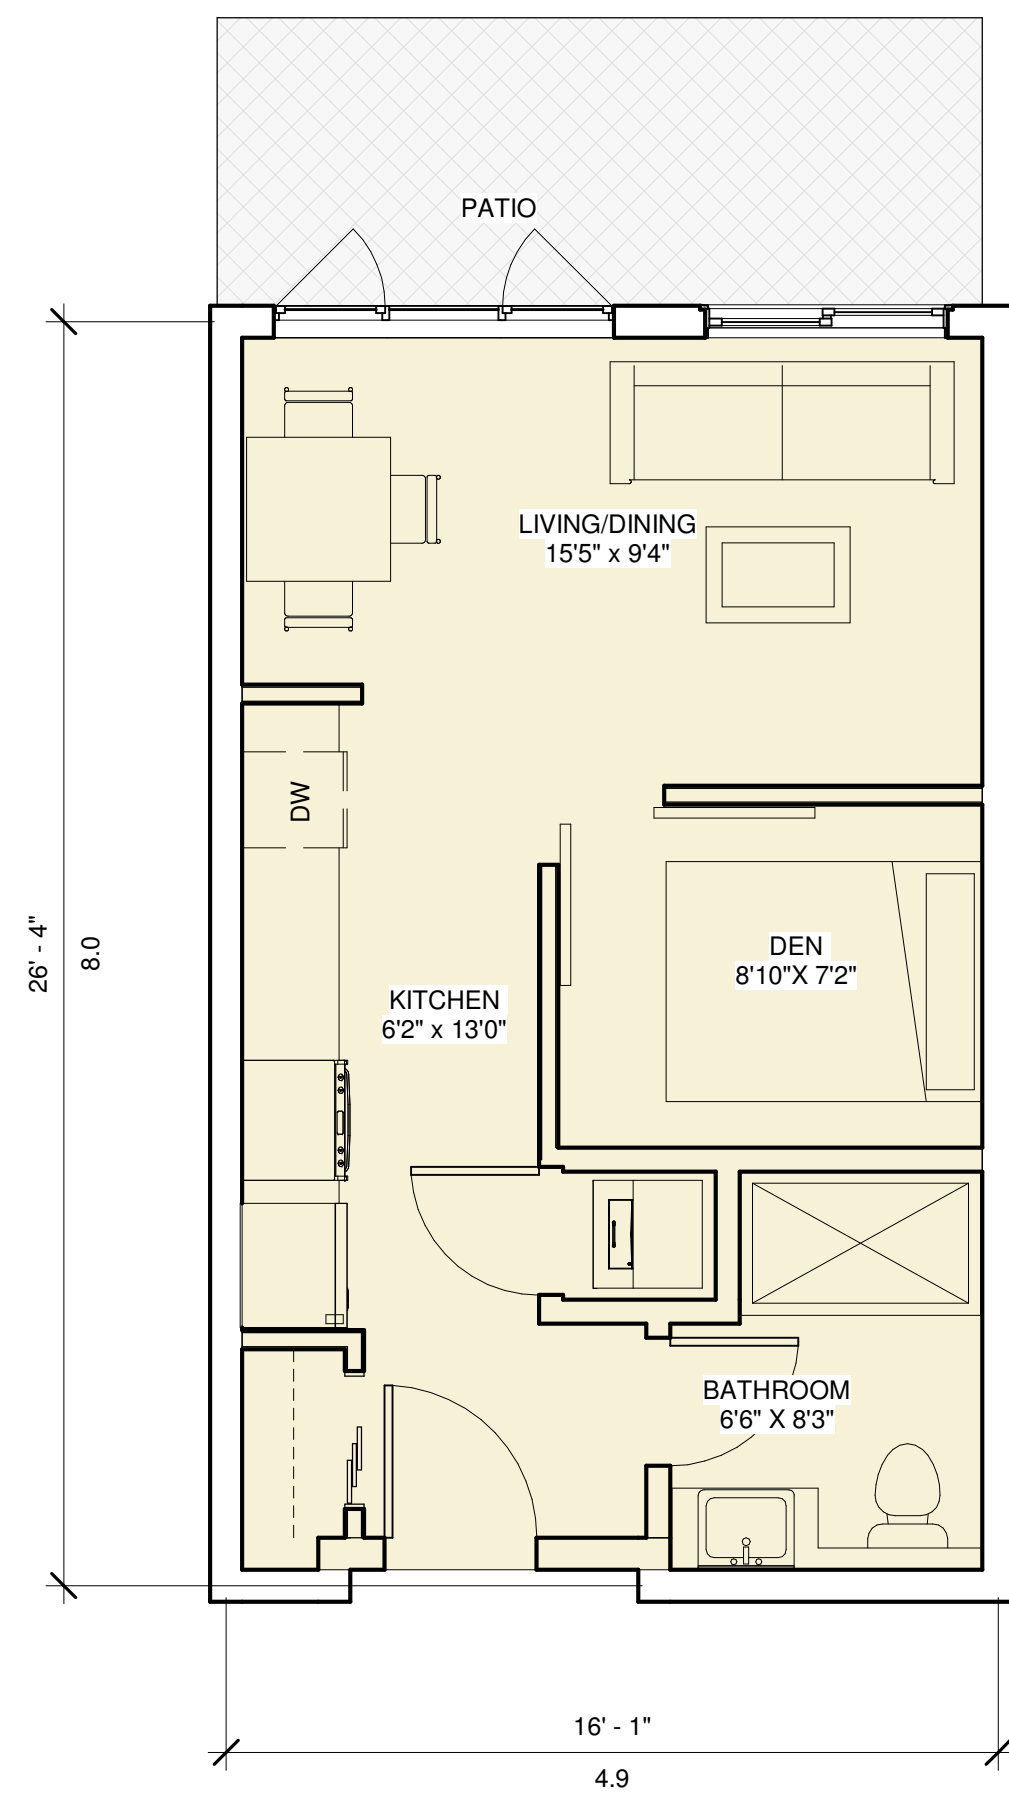 PATIO
LIVING/DINING
15'5" x 9'4"
DW
26' - 4"
8.0
DEN
8'10"X 7'2"
KITCHEN
6'2" x 13'0"
BATHROOM
6'6" X 8'3"
16' - 1"
4.9